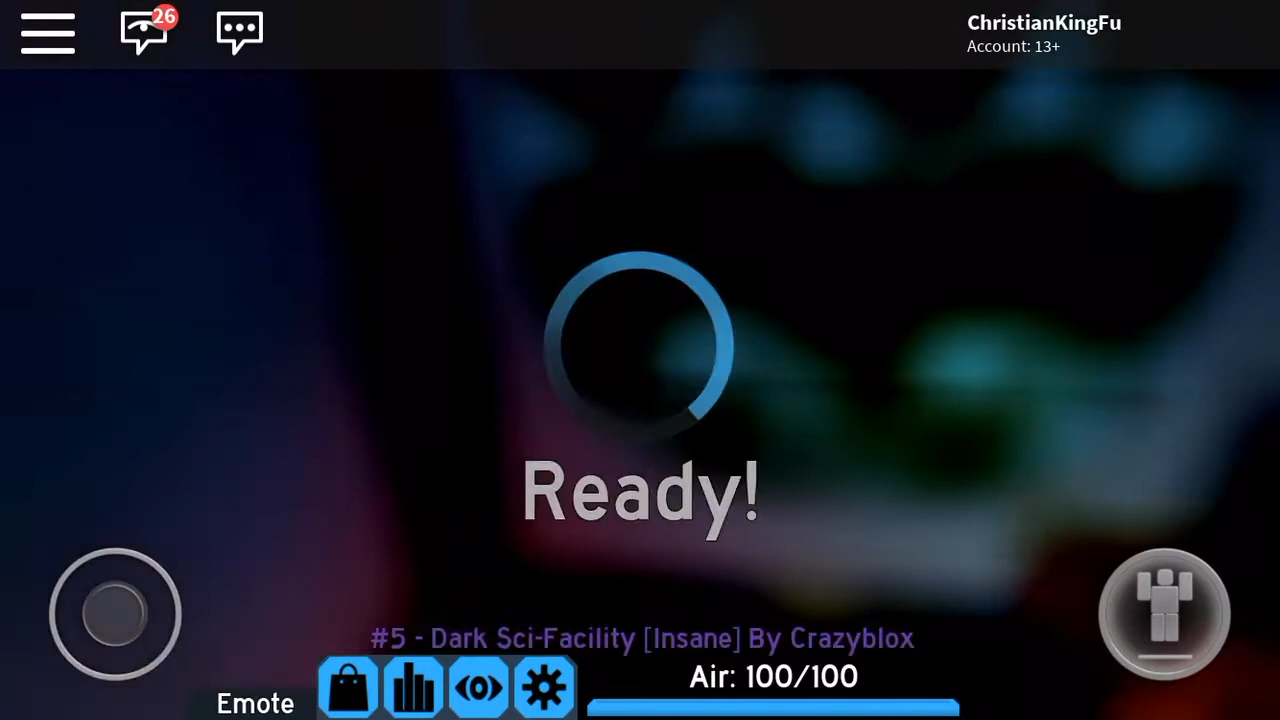 26
ChristianKingFu
Account: 13+
Ready!
#5 - Dark Sci-Facility [Insane] By Crazyblox
Air: 100/100
Emote